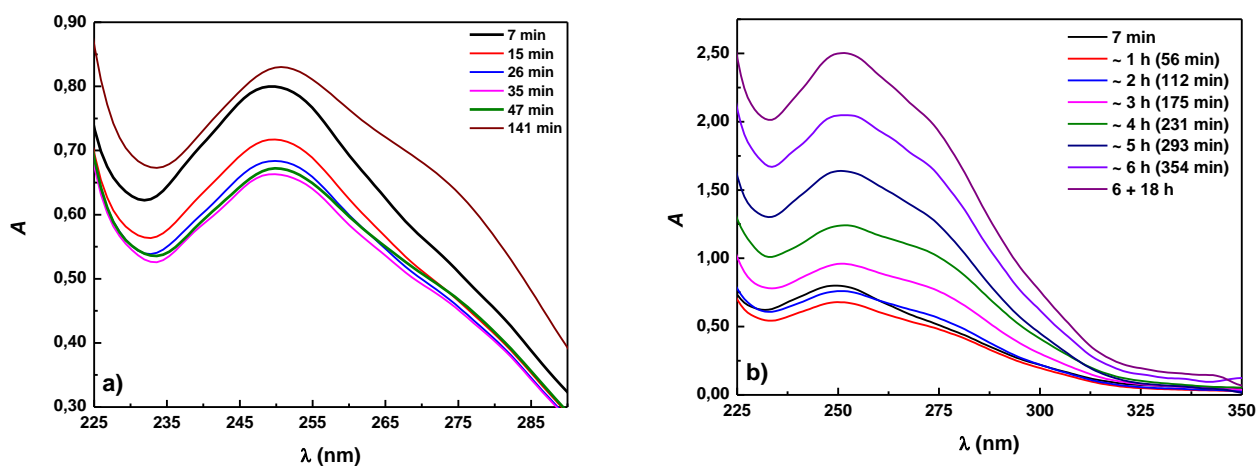 0,90
0,80
0,70
0,60
0,50
0,40
0,30
A
7 min
15 min
26 min
35 min
47 min
141 min
a)
225 235 245 255 265 275 285
λ (nm)
2,50
2,00
1,50
1,00
0,50
0,00
A
7 min
~ 1 h (56 min)
~ 2 h (112 min)
~ 3 h (175 min)
~ 4 h (231 min)
~ 5 h (293 min)
~ 6 h (354 min)
6 + 18 h
b)
225 250 275 300 325 350
λ (nm)